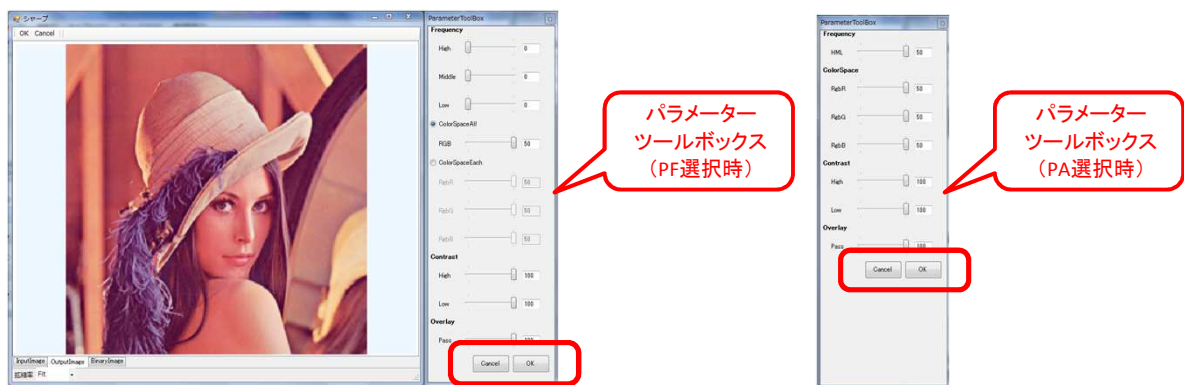 シャープ
OK Cancel
InputImage OutputImage BinaryImage
拡縮率 Fit
ParameterToolBox
Frequency
High 0
Middle 0
Low 0
ColorSpaceAll
RGB 50
ColorSpaceEach
RgbR 50
RgbG 50
RgbB 50
Contrast
High 100
Low 100
Overlay
Pass 100
Cancel OK
パラメーター
ツールボックス
（PF選択時）
ParameterToolBox
Frequency
HML 50
ColorSpace
RgbR 50
RgbG 50
RgbB 50
Contrast
High 100
Low 100
Overlay
Pass 100
Cancel OK
パラメーター
ツールボックス
（PA選択時）